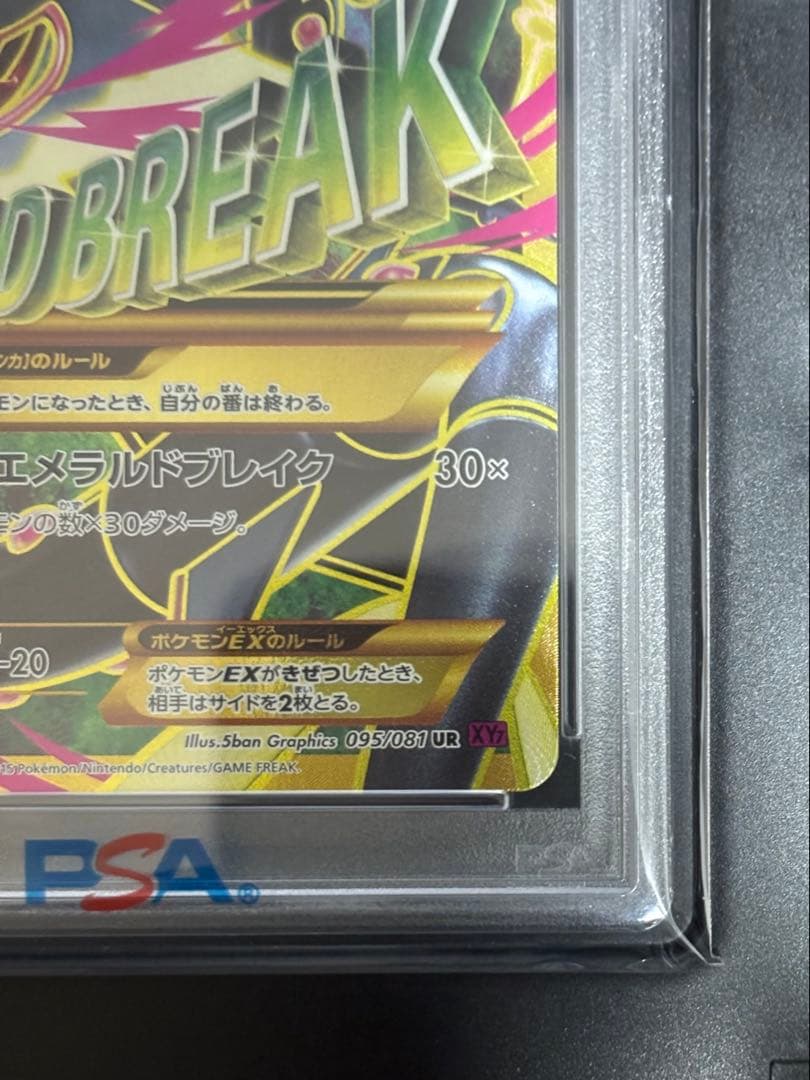 D BREAK
ンカ]のルール
モンになったとき、自分の番は終わる。
エメラルドブレイク 30×
モンの数×30ダメージ。
-20
ポケモンEXのルール
ポケモンEXがきぜつしたとき、
相手はサイドを2枚とる。
Illus.5ban Graphics 095/081 UR XY7
15 Pokémon/Nintendo/Creatures/GAME FREAK.
PSA®
PSA